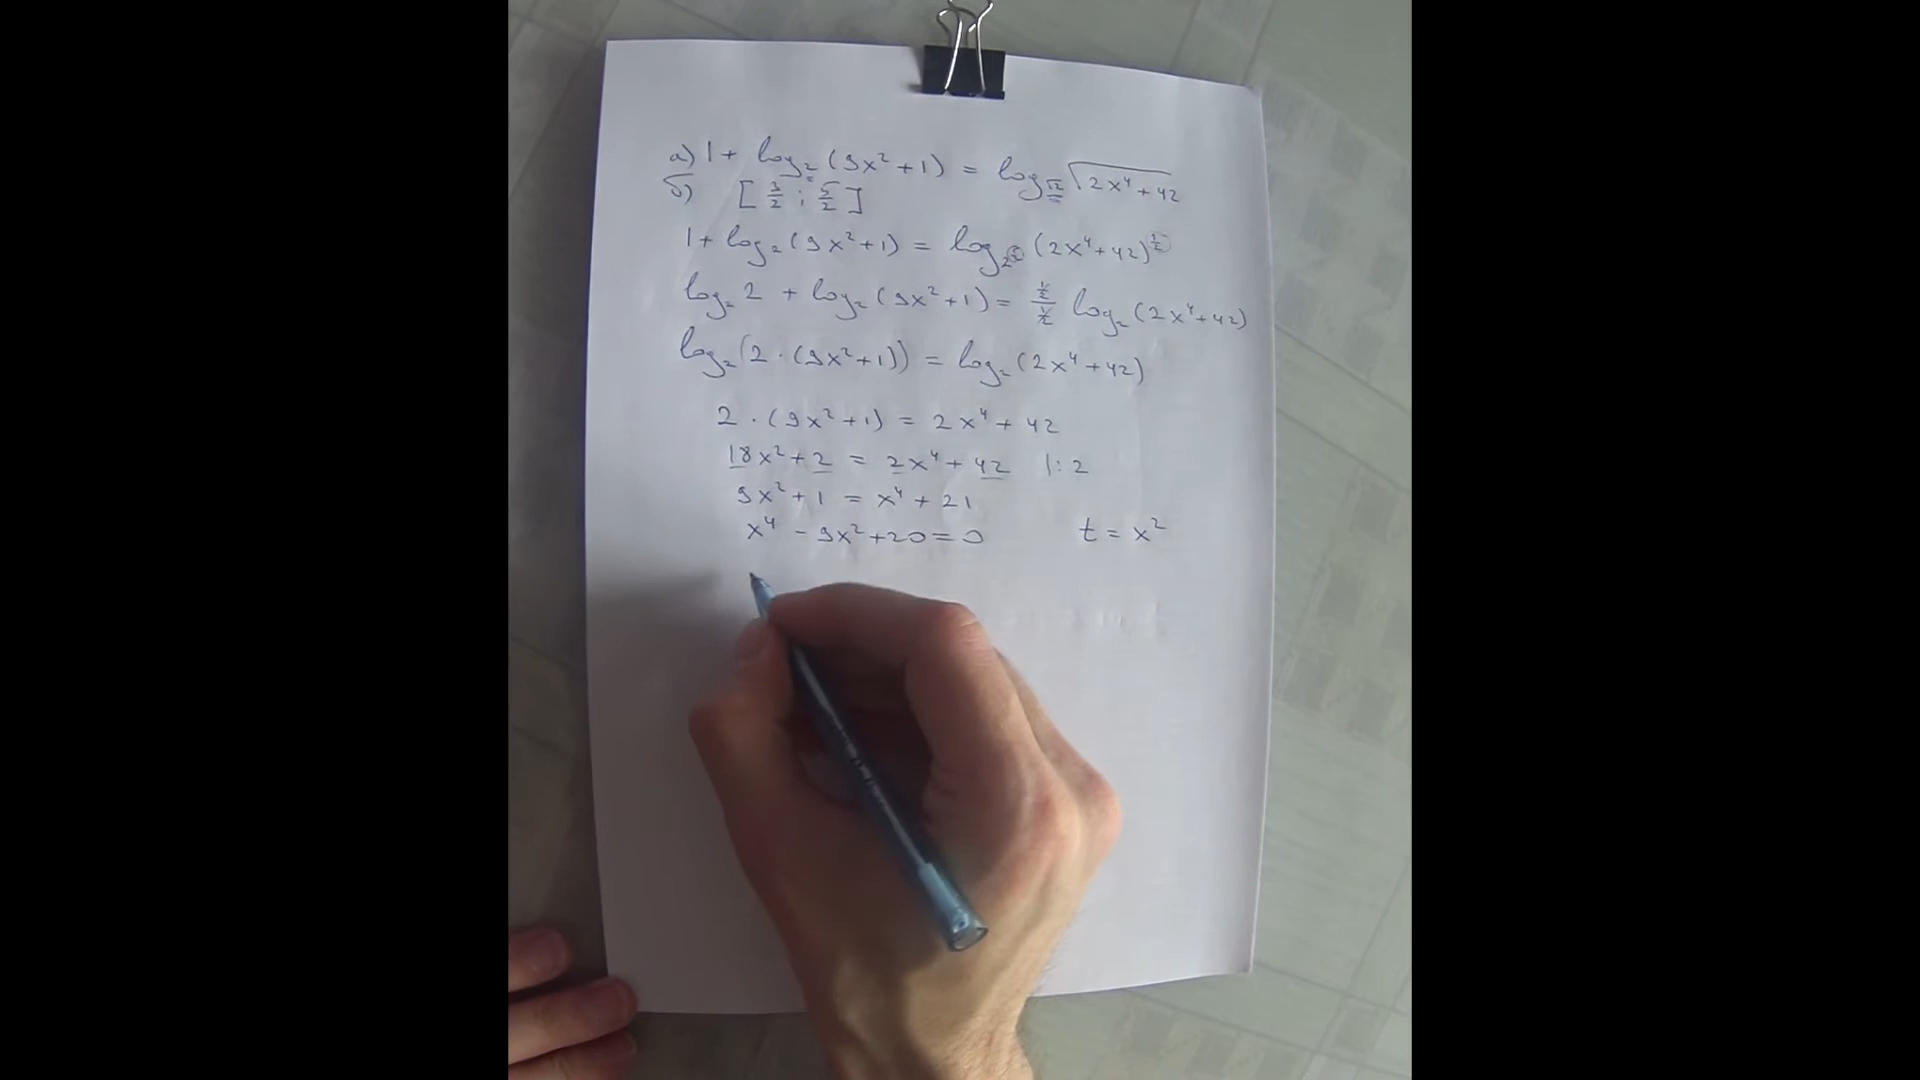 а) 1 + log₂(9x² + 1) = log_√2 √(2x⁴ + 42)
б) [3/2 ; 5/2]
1 + log₂(9x² + 1) = log_2^(1/2) (2x⁴ + 42)^(1/2)
log₂ 2 + log₂(9x² + 1) = (1/2)/(1/2) log₂(2x⁴ + 42)
log₂(2 · (9x² + 1)) = log₂(2x⁴ + 42)
2 · (9x² + 1) = 2x⁴ + 42
18x² + 2 = 2x⁴ + 42 |: 2
9x² + 1 = x⁴ + 21
x⁴ - 9x² + 20 = 0 t = x²